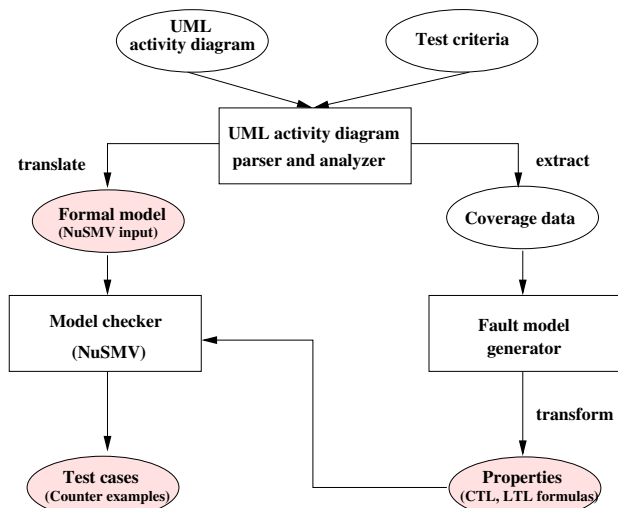 UML
activity diagram
Test criteria
UML activity diagram
parser and analyzer
translate
extract
Formal model
(NuSMV input)
Coverage data
Model checker
(NuSMV)
Fault model
generator
transform
Test cases
(Counter examples)
Properties
(CTL, LTL formulas)